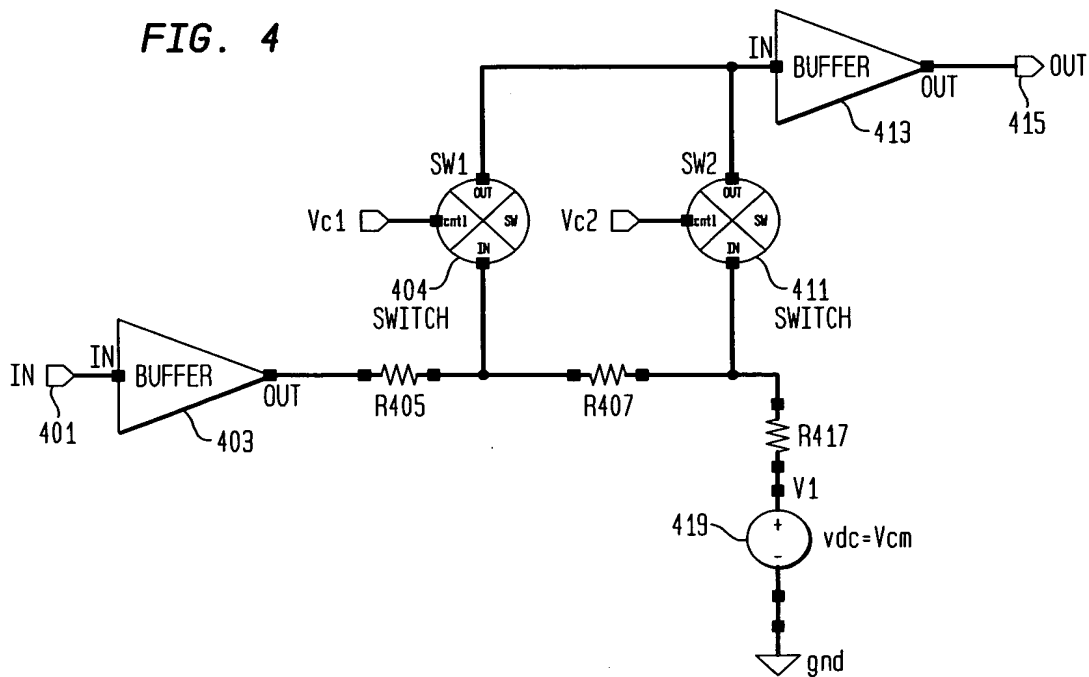 FIG. 4
IN
BUFFER
OUT
OUT
413
415
SW1
SW2
OUT
OUT
Vc1
cntl
SW
Vc2
cntl
SW
IN
IN
404
SWITCH
411
SWITCH
IN
IN
BUFFER
OUT
401
403
R405
R407
R417
V1
419
+
vdc=Vcm
-
gnd